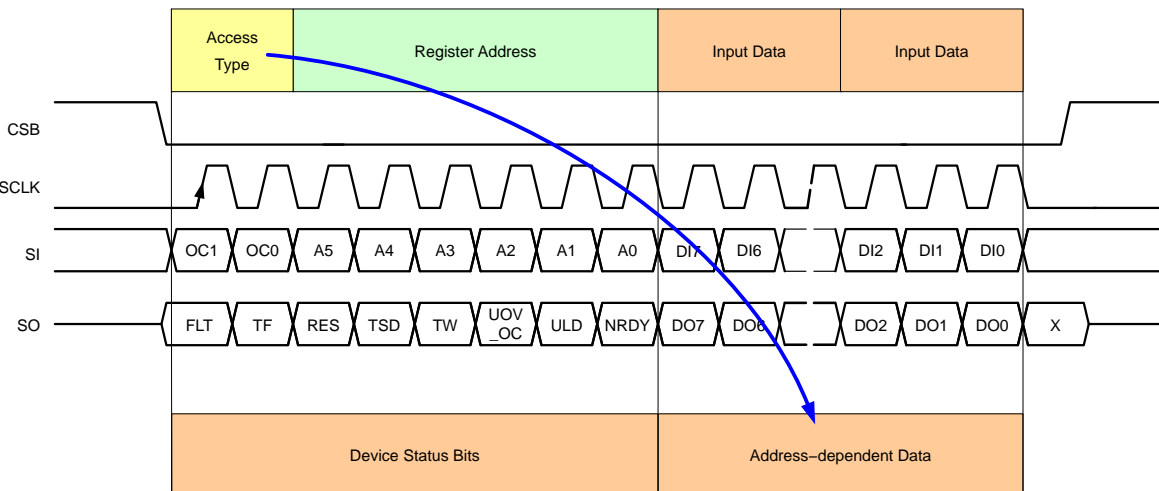 Access
Type
Register Address
Input Data
Input Data
CSB
SCLK
SI
OC1 OC0 A5 A4 A3 A2 A1 A0 DI7 DI6 DI2 DI1 DI0
SO
FLT TF RES TSD TW UOV
_OC ULD NRDY DO7 DO6 DO2 DO1 DO0 X
Device Status Bits
Address−dependent Data